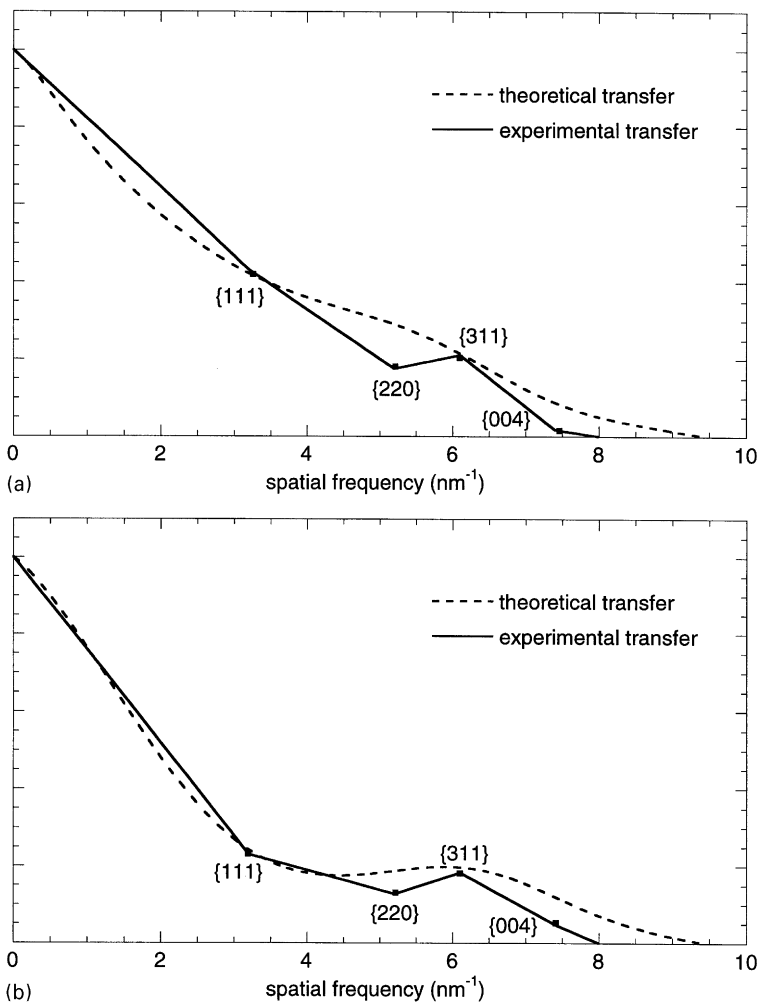 theoretical transfer
experimental transfer
{111}
{311}
{220}
{004}
0 2 4 6 8 10
(a) spatial frequency (nm⁻¹)
theoretical transfer
experimental transfer
{311}
{111}
{220}
{004}
0 2 4 6 8 10
(b) spatial frequency (nm⁻¹)